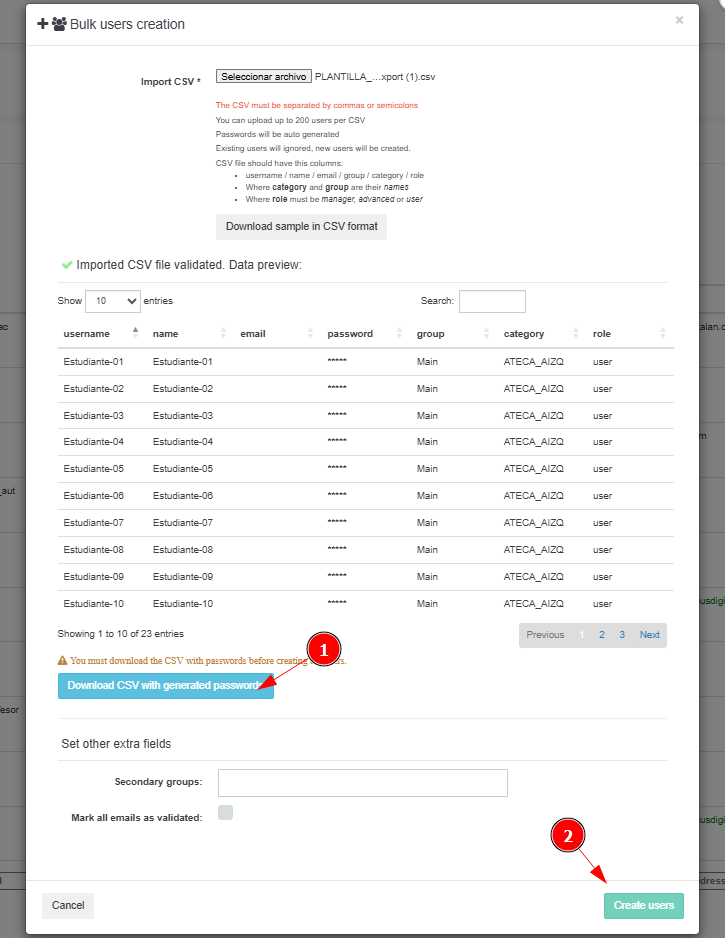 Bulk users creation
×
Import CSV *
Seleccionar archivo PLANTILLA_...xport (1).csv
The CSV must be separated by commas or semicolons
You can upload up to 200 users per CSV
Passwords will be auto generated
Existing users will ignored, new users will be created.
CSV file should have this columns:
username / name / email / group / category / role
Where category and group are their names
Where role must be manager, advanced or user
Download sample in CSV format
Imported CSV file validated. Data preview:
Show 10 entries Search:
username name email password group category role
Estudiante-01 Estudiante-01 ***** Main ATECA_AIZQ user
Estudiante-02 Estudiante-02 ***** Main ATECA_AIZQ user
Estudiante-03 Estudiante-03 ***** Main ATECA_AIZQ user
Estudiante-04 Estudiante-04 ***** Main ATECA_AIZQ user
Estudiante-05 Estudiante-05 ***** Main ATECA_AIZQ user
Estudiante-06 Estudiante-06 ***** Main ATECA_AIZQ user
Estudiante-07 Estudiante-07 ***** Main ATECA_AIZQ user
Estudiante-08 Estudiante-08 ***** Main ATECA_AIZQ user
Estudiante-09 Estudiante-09 ***** Main ATECA_AIZQ user
Estudiante-10 Estudiante-10 ***** Main ATECA_AIZQ user
Showing 1 to 10 of 23 entries Previous 1 2 3 Next
1
You must download the CSV with passwords before creating
Download CSV with generated passwords
Set other extra fields
Secondary groups:
Mark all emails as validated:
2
Cancel Create users